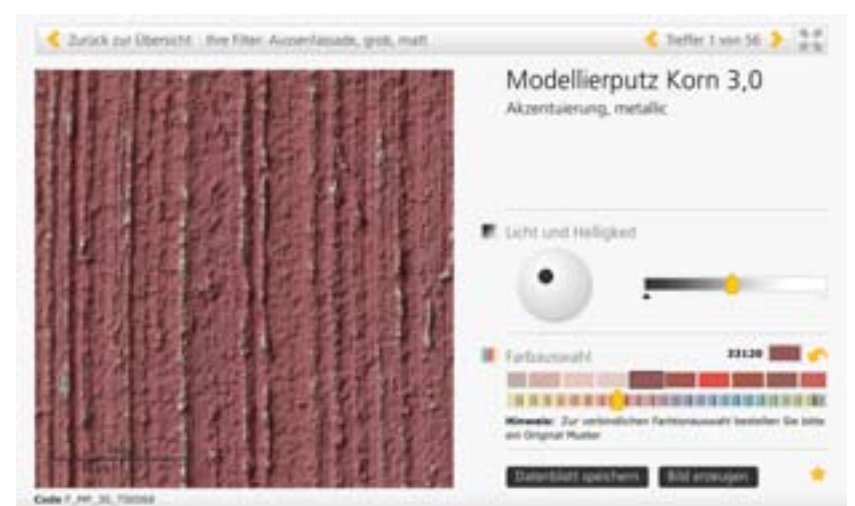 Zurück zur Übersicht Ihre Filter: Aussenfassade, grob, matt
Treffer 1 von 56
Modellierputz Korn 3,0
Akzentuierung, metallic
Licht und Helligkeit
Farbauswahl
33120
Hinweis: Zur verbindlichen Farbtonauswahl bestellen Sie bitte
ein Original Muster
Datenblatt speichern
Bild erzeugen
Code